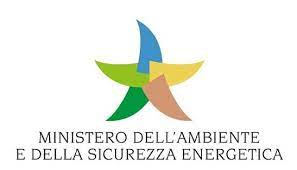 MINISTERO DELL'AMBIENTE
E DELLA SICUREZZA ENERGETICA